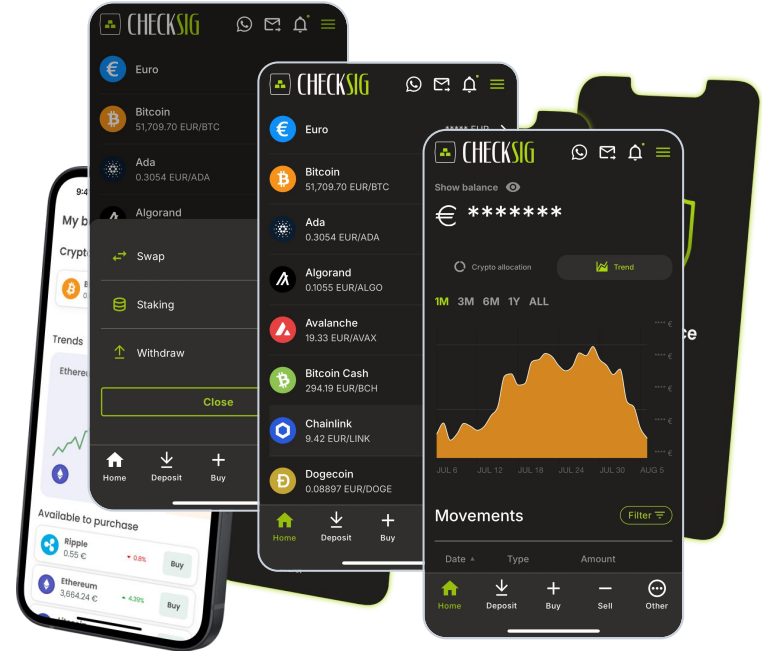 CHECKSIG
Euro
Bitcoin
51,709.70 EUR/BTC
Ada
0.3054 EUR/ADA
Algorand
Swap
Staking
Withdraw
Close
Home
Deposit
Buy
CHECKSIG
Euro
Bitcoin
51,709.70 EUR/BTC
Ada
0.3054 EUR/ADA
Algorand
0.1055 EUR/ALGO
Avalanche
19.33 EUR/AVAX
Bitcoin Cash
294.19 EUR/BCH
Chainlink
9.42 EUR/LINK
Dogecoin
0.08897 EUR/DOGE
Home
Deposit
Buy
CHECKSIG
Show balance
€ *******
Crypto allocation
Trend
1M 3M 6M 1Y ALL
**** €
**** €
**** €
**** €
**** €
JUL 6 JUL 12 JUL 18 JUL 24 JUL 30 AUG 5
Movements
Filter
Date Type Amount
Home
Deposit
Buy
Sell
Other
My
Trends
Available to purchase
Ripple
0.55 €
0.8%
Buy
Ethereum
3,664.24 €
4.39%
Buy